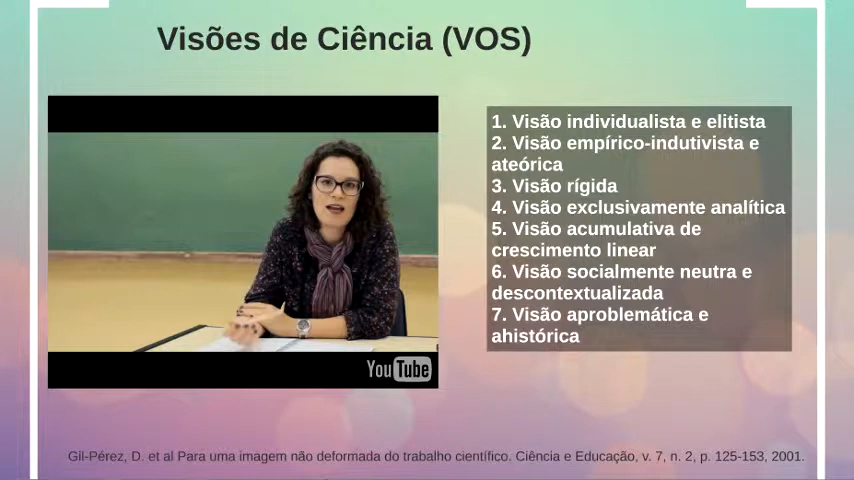 Visões de Ciência (VOS)
1. Visão individualista e elitista
2. Visão empírico-indutivista e
ateórica
3. Visão rígida
4. Visão exclusivamente analítica
5. Visão acumulativa de
crescimento linear
6. Visão socialmente neutra e
descontextualizada
7. Visão aproblemática e
ahistórica
YouTube
Gil-Pérez, D. et al Para uma imagem não deformada do trabalho científico. Ciência e Educação, v. 7, n. 2, p. 125-153, 2001.